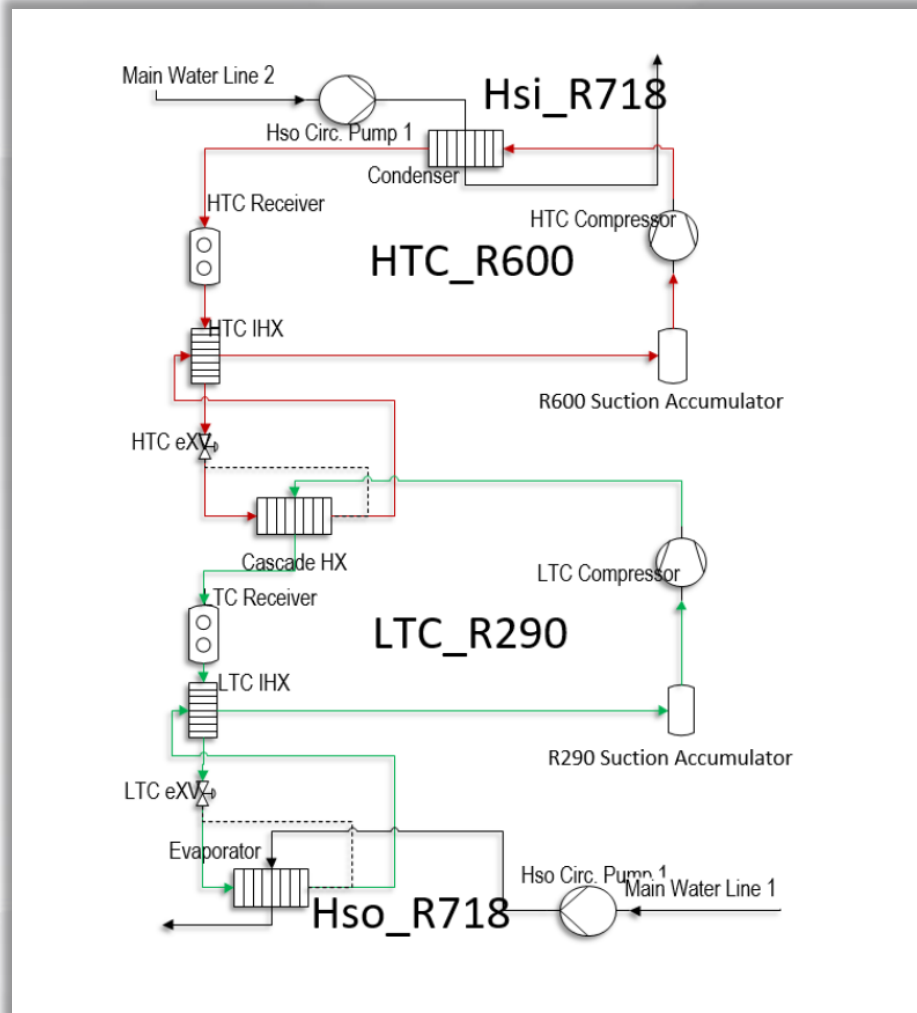 Main Water Line 2
Hsi_R718
Hso Circ. Pump 1
Condenser
HTC Receiver
HTC Compressor
HTC_R600
HTC IHX
R600 Suction Accumulator
HTC eXV
Cascade HX
LTC Compressor
TC Receiver
LTC_R290
LTC IHX
R290 Suction Accumulator
LTC eXV
Evaporator
Hso Circ. Pump 1
Main Water Line 1
Hso_R718